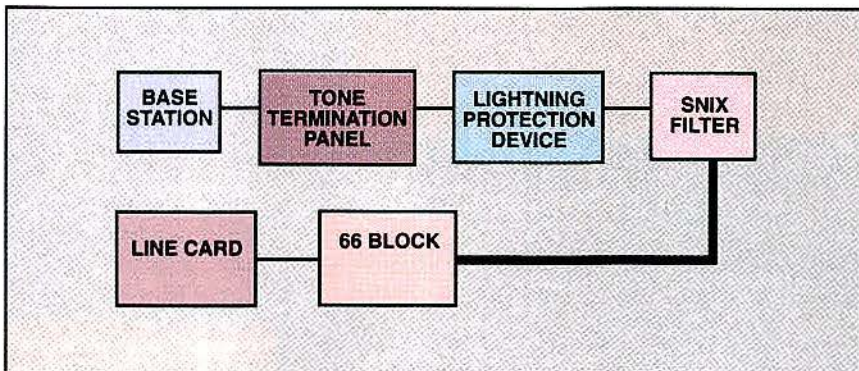 BASE
STATION
TONE
TERMINATION
PANEL
LIGHTNING
PROTECTION
DEVICE
SNIX
FILTER
LINE CARD
66 BLOCK